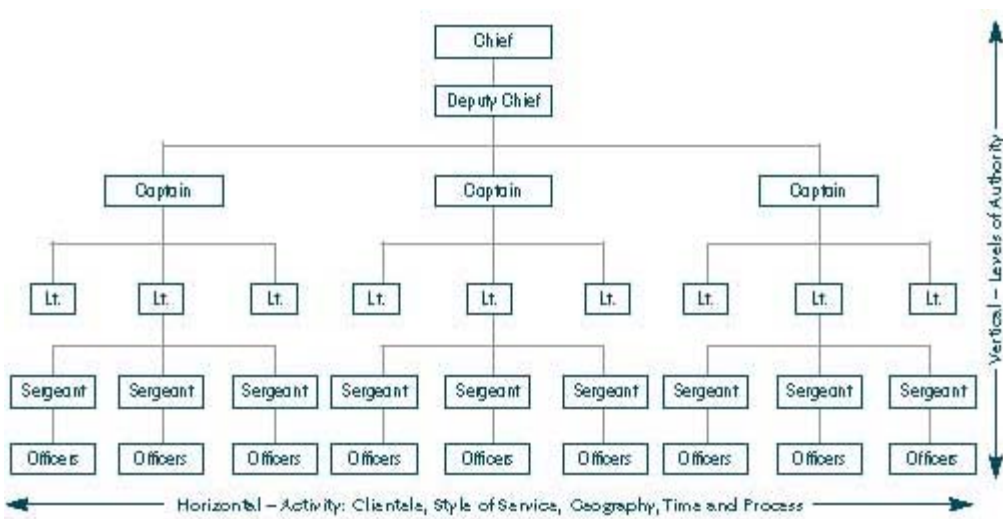 Chief
Deputy Chief
Captain Captain Captain
Lt. Lt. Lt. Lt. Lt. Lt. Lt. Lt. Lt.
Sergeant Sergeant Sergeant Sergeant Sergeant Sergeant Sergeant Sergeant Sergeant
Officers Officers Officers Officers Officers Officers Officers Officers Officers
Horizontal – Activity: Clientele, Style of Service, Geography, Time and Process
Vertical – Levels of Authority